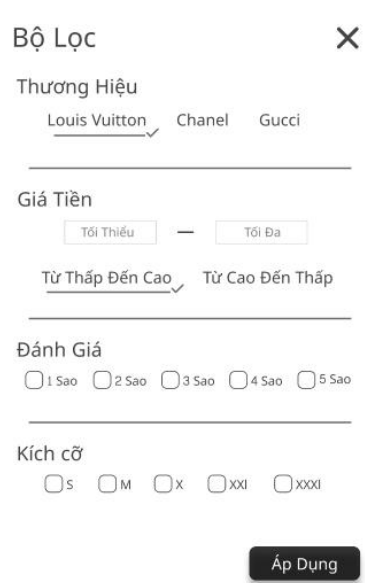 Bộ Lọc
Thương Hiệu
Louis Vuitton Chanel Gucci
Giá Tiền
Tối Thiểu — Tối Đa
Từ Thấp Đến Cao Từ Cao Đến Thấp
Đánh Giá
1 Sao 2 Sao 3 Sao 4 Sao 5 Sao
Kích cỡ
S M X XXl XXXl
Áp Dụng